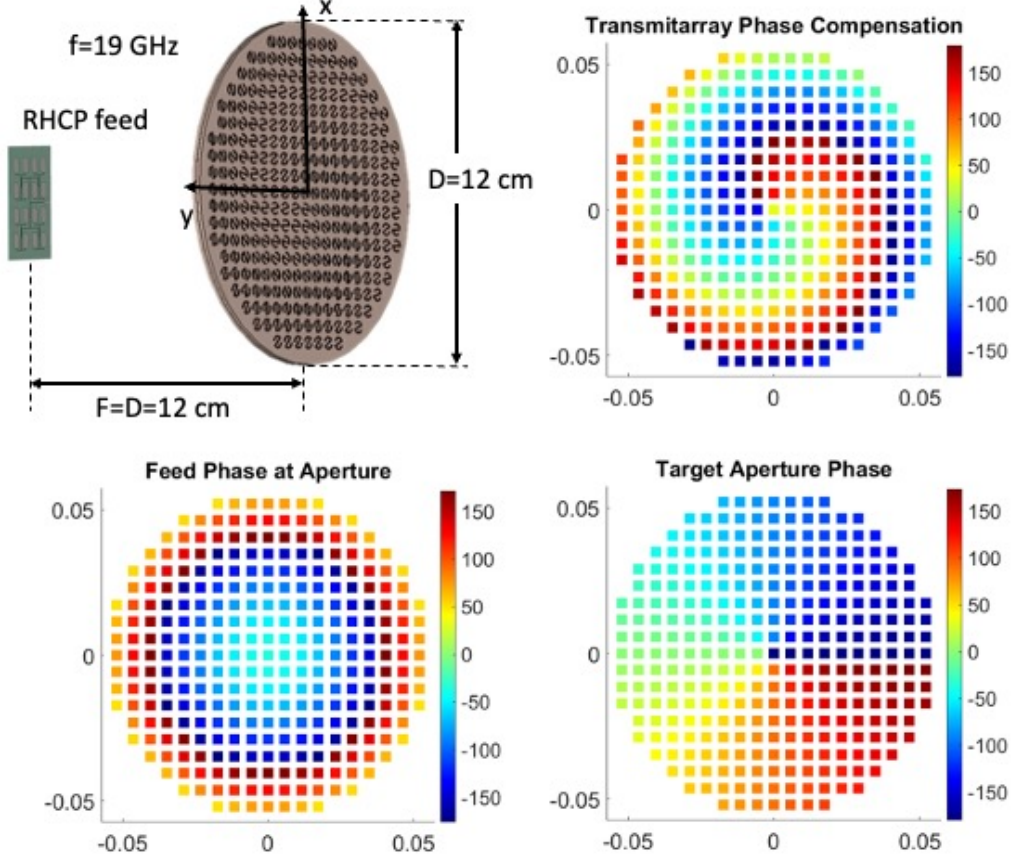 x
f=19 GHz
RHCP feed
D=12 cm
y
F=D=12 cm
Transmitarray Phase Compensation
0.05
0
-0.05
-0.05 0 0.05
150
100
50
0
-50
-100
-150
Feed Phase at Aperture
0.05
0
-0.05
-0.05 0 0.05
150
100
50
0
-50
-100
-150
Target Aperture Phase
0.05
0
-0.05
-0.05 0 0.05
150
100
50
0
-50
-100
-150